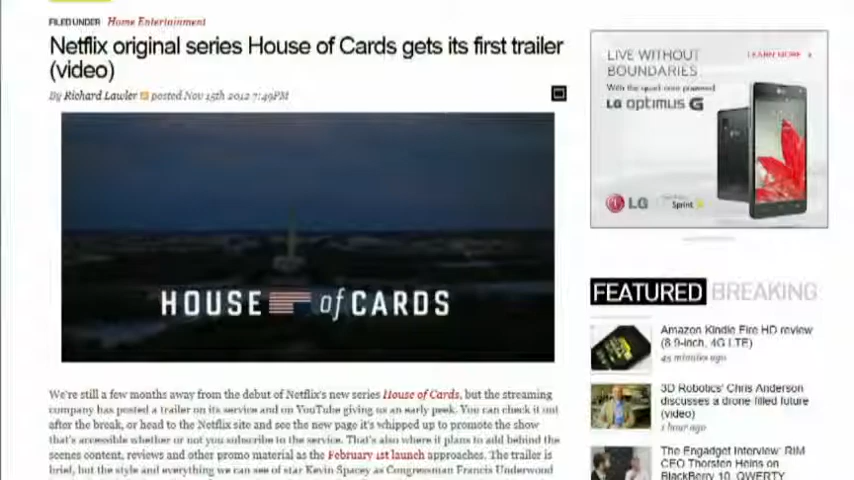 FILED UNDER Home Entertainment
Netflix original series House of Cards gets its first trailer
(video)
By Richard Lawler posted Nov 15th 2012 7:49PM
HOUSE of CARDS
We're still a few months away from the debut of Netflix's new series House of Cards, but the streaming
company has posted a trailer on its service and on YouTube giving us an early peek. You can check it out
after the break, or head to the Netflix site and see the new page it's whipped up to promote the show
that's accessible whether or not you subscribe to the service. That's also where it plans to add behind the
scenes content, reviews and other promo material as the February 1st launch approaches. The trailer is
brief, but the style and everything we can see of star Kevin Spacey as Congressman Francis Underwood
LIVE WITHOUT
BOUNDARIES
LEARN MORE
With the quad-core powered
LG OPTIMUS G
LG
Sprint
FEATURED BREAKING
Amazon Kindle Fire HD review
(8.9-inch, 4G LTE)
45 minutes ago
3D Robotics' Chris Anderson
discusses a drone-filled future
(video)
1 hour ago
The Engadget Interview: RIM
CEO Thorsten Heins on
BlackBerry 10, QWERTY